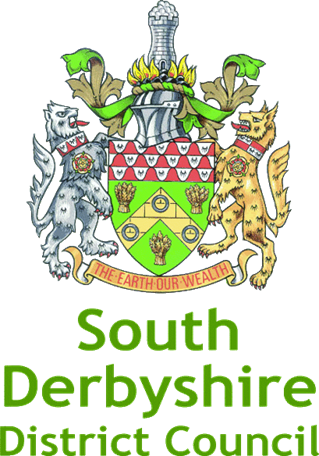 THE·EARTH·OUR·WEALTH
South
Derbyshire
District Council